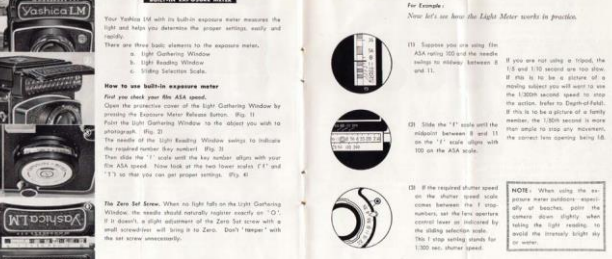 BUILT-IN EXPOSURE METER
Your Yashica LM with its built-in exposure meter measures the
light and helps you determine the proper settings, easily and
rapidly.
There are three basic elements to the exposure meter.
a. Light Gathering Window
b. Light Reading Window
c. Sliding Selection Scale.
How to use built-in exposure meter
First you check your film ASA speed.
Open the protective cover of the Light Gathering Window by
pressing the Exposure Meter Release Button. (Fig. 1)
Point the Light Gathering Window to the object you wish to
photograph. (Fig. 2)
The needle of the Light Reading Window swings to indicate
the required number (key number). (Fig. 3)
Then slide the "f" scale until the key number aligns with your
film ASA speed. Now look at the two lower scales ("f" and
"T") so that you can get proper settings. (Fig. 4)
The Zero Set Screw. When no light falls on the Light Gathering
Window, the needle should naturally register exactly on "O".
If it doesn't, a slight adjustment of the Zero Set screw with a
small screwdriver will bring it to Zero. Don't "tamper" with
the set screw unnecessarily.
Yashica LM
Yashica LM
For Example:
Now let's see how the Light Meter works in practice.
(1) Suppose you are using film
ASA rating 100 and the needle
swings to midway between 8
and 11.
(2) Slide the "f" scale until the
midpoint between 8 and 11
on the "f" scale aligns with
100 on the ASA scale.
(3) If the required shutter speed
on the shutter speed scale
comes between the f stop
numbers, set the lens aperture
control lever as indicated by
the sliding selection scale.
This f stop setting stands for
1/300 sec. shutter speed.
If you are not using a tripod, the
1/5 and 1/10 second are too slow.
If this is to be a picture of a
moving subject you will want to use
the 1/300th second speed to stop
the action. (refer to Depth-of-Field).
If this is to be a picture of a family
member, the 1/50th second is more
than ample to stop any movement,
the correct lens opening being f/8.
NOTE: When using the ex-
posure meter outdoors - especi-
ally at beaches, point the
camera down slightly when
taking the light reading, to
avoid the intensely bright sky
or water.